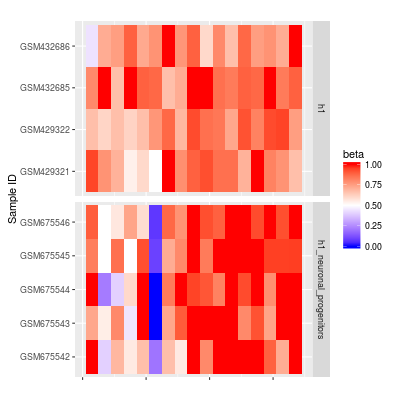 GSM432686
GSM432685
GSM429322
GSM429321
h1
GSM675546
GSM675545
GSM675544
GSM675543
GSM675542
h1_neuronal_progenitors
Sample ID
beta
1.00
0.75
0.50
0.25
0.00